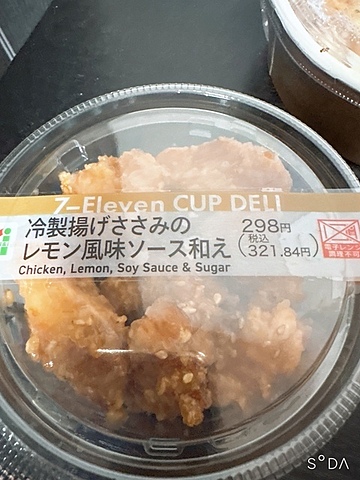 7-Eleven CUP DELI
冷製揚げささみの
レモン風味ソース和え
298円
(税込
321.84円)
電子レンジ
調理不可
Chicken, Lemon, Soy Sauce & Sugar
S°DA